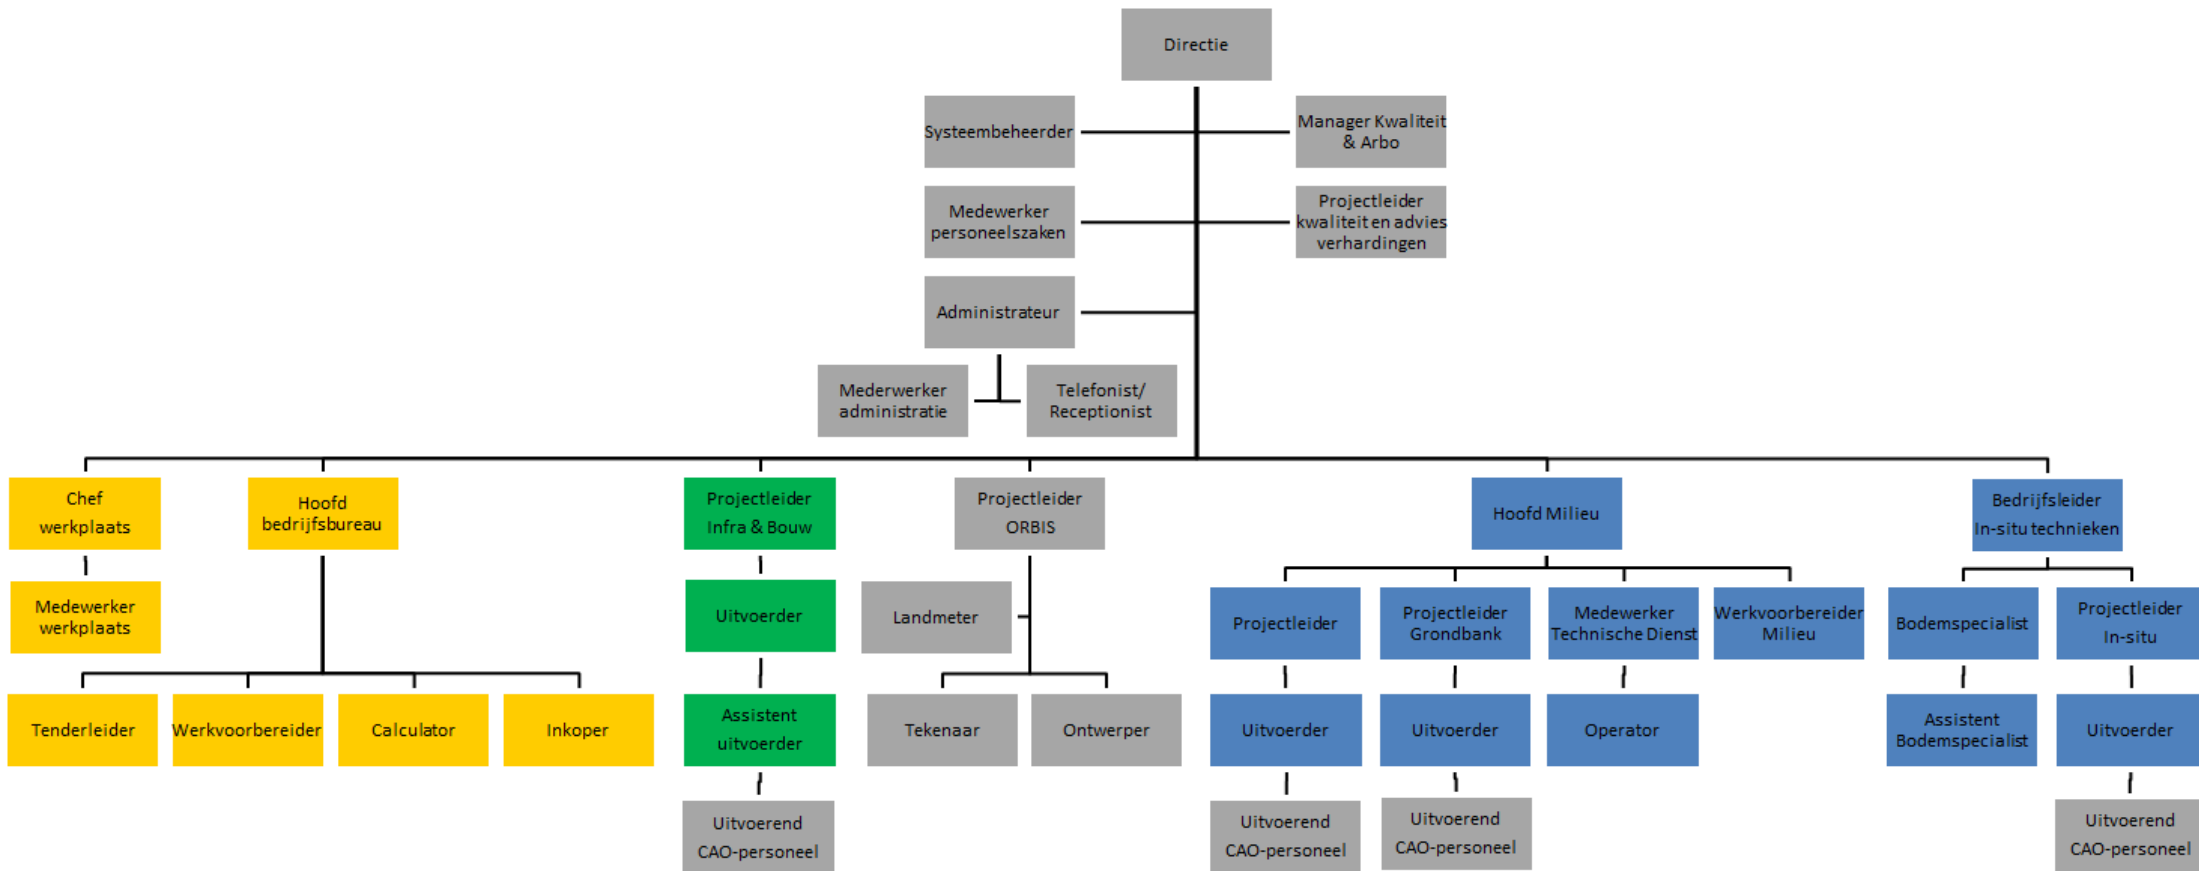 Directie
Systeembeheerder
Manager Kwaliteit
& Arbo
Medewerker
personeelszaken
Projectleider
kwaliteit en advies
verhardingen
Administrateur
Mederwerker
administratie
Telefonist/
Receptionist
Chef
werkplaats
Hoofd
bedrijfsbureau
Projectleider
Infra & Bouw
Projectleider
ORBIS
Hoofd Milieu
Bedrijfsleider
In-situ technieken
Medewerker
werkplaats
Uitvoerder
Landmeter
Projectleider
Projectleider
Grondbank
Medewerker
Technische Dienst
Werkvoorbereider
Milieu
Bodemspecialist
Projectleider
In-situ
Tenderleider
Werkvoorbereider
Calculator
Inkoper
Assistent
uitvoerder
Tekenaar
Ontwerper
Uitvoerder
Uitvoerder
Operator
Assistent
Bodemspecialist
Uitvoerder
Uitvoerend
CAO-personeel
Uitvoerend
CAO-personeel
Uitvoerend
CAO-personeel
Uitvoerend
CAO-personeel